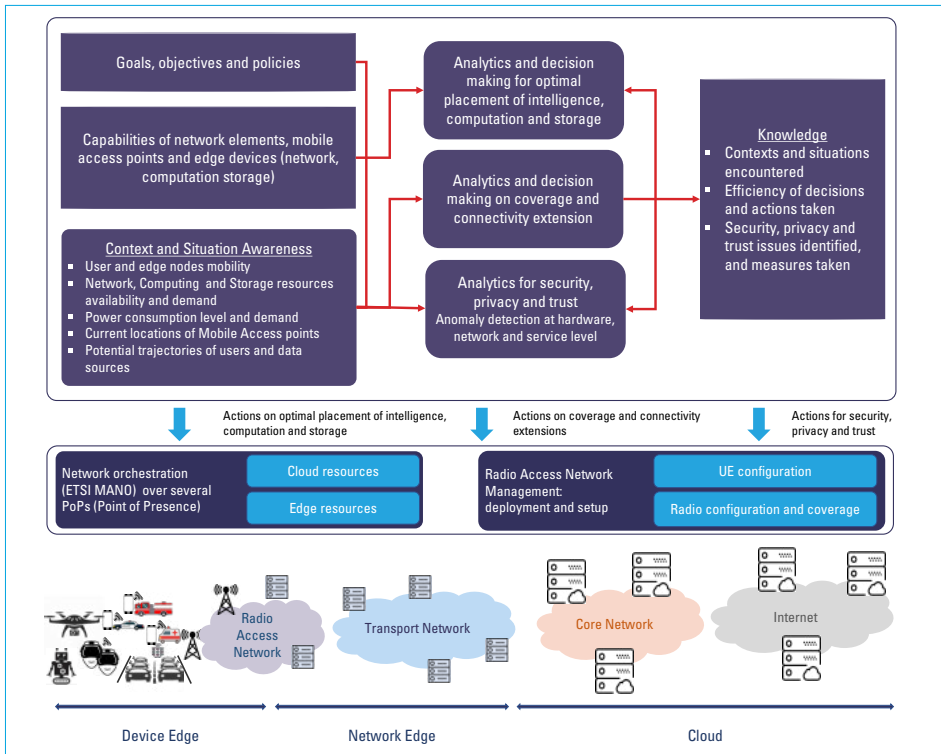 Goals, objectives and policies
Capabilities of network elements, mobile
access points and edge devices (network,
computation storage)
Context and Situation Awareness
▪ User and edge nodes mobility
▪ Network, Computing and Storage resources
availability and demand
▪ Power consumption level and demand
▪ Current locations of Mobile Access points
▪ Potential trajectories of users and data
sources
Analytics and decision
making for optimal
placement of intelligence,
computation and storage
Analytics and decision
making on coverage and
connectivity extension
Analytics for security,
privacy and trust
Anomaly detection at hardware,
network and service level
Knowledge
▪ Contexts and situations
encountered
▪ Efficiency of decisions
and actions taken
▪ Security, privacy and
trust issues identified,
and measures taken
Actions on optimal placement of intelligence,
computation and storage
Actions on coverage and connectivity
extensions
Actions for security,
privacy and trust
Network orchestration
(ETSI MANO) over several
PoPs (Point of Presence)
Cloud resources
Edge resources
Radio Access Network
Management:
deployment and setup
UE configuration
Radio configuration and coverage
Radio
Access
Network
Transport Network
Core Network
Internet
Device Edge
Network Edge
Cloud